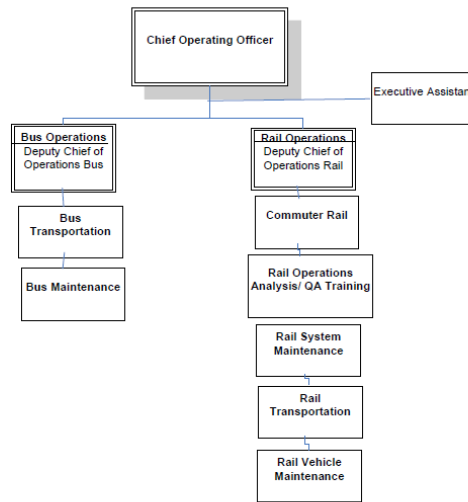 Chief Operating Officer
Executive Assistan
Bus Operations
Deputy Chief of
Operations Bus
Rail Operations
Deputy Chief of
Operations Rail
Bus
Transportation
Commuter Rail
Bus Maintenance
Rail Operations
Analysis/ QA Training
Rail System
Maintenance
Rail
Transportation
Rail Vehicle
Maintenance